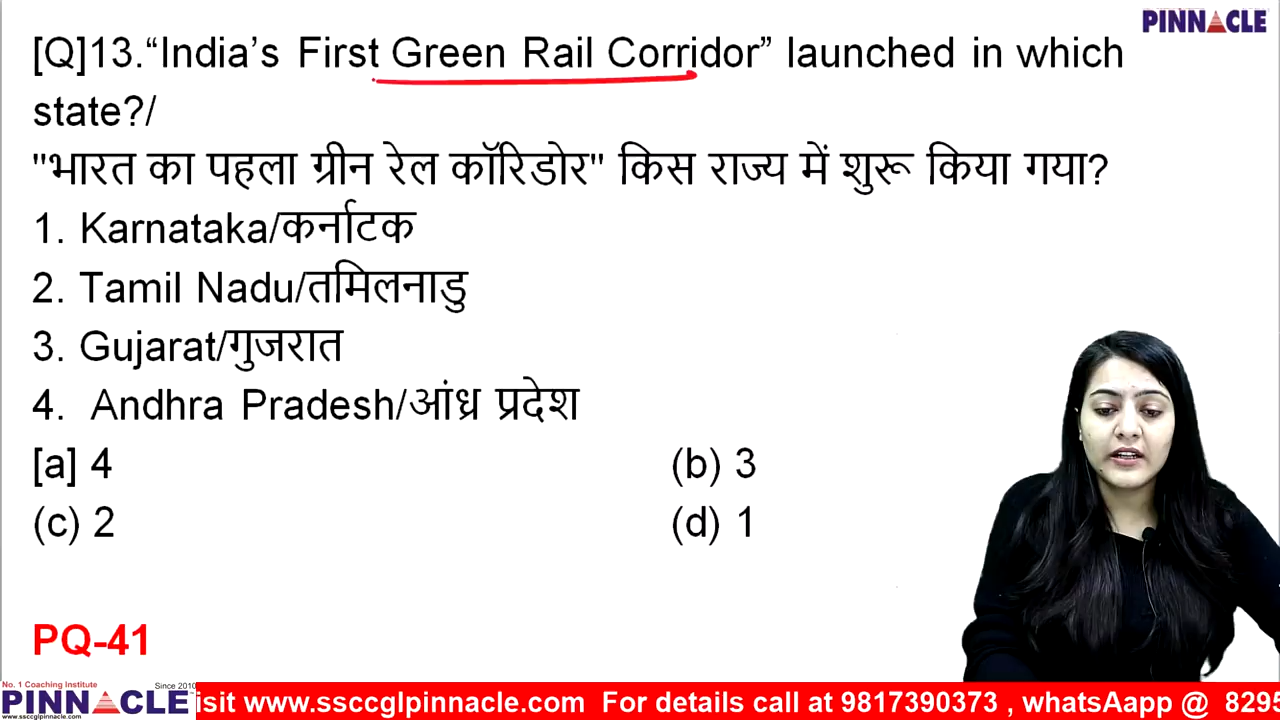 PINNACLE
[Q]13.“India’s First Green Rail Corridor” launched in which
state?/
"भारत का पहला ग्रीन रेल कॉरिडोर" किस राज्य में शुरू किया गया?
1. Karnataka/कर्नाटक
2. Tamil Nadu/तमिलनाडु
3. Gujarat/गुजरात
4. Andhra Pradesh/आंध्र प्रदेश
[a] 4 (b) 3
(c) 2 (d) 1
PQ-41
No. 1 Coaching Institute Since 2010
PINNACLE
www.ssccglpinnacle.com
isit www.ssccglpinnacle.com For details call at 9817390373 , whatsAapp @ 8295